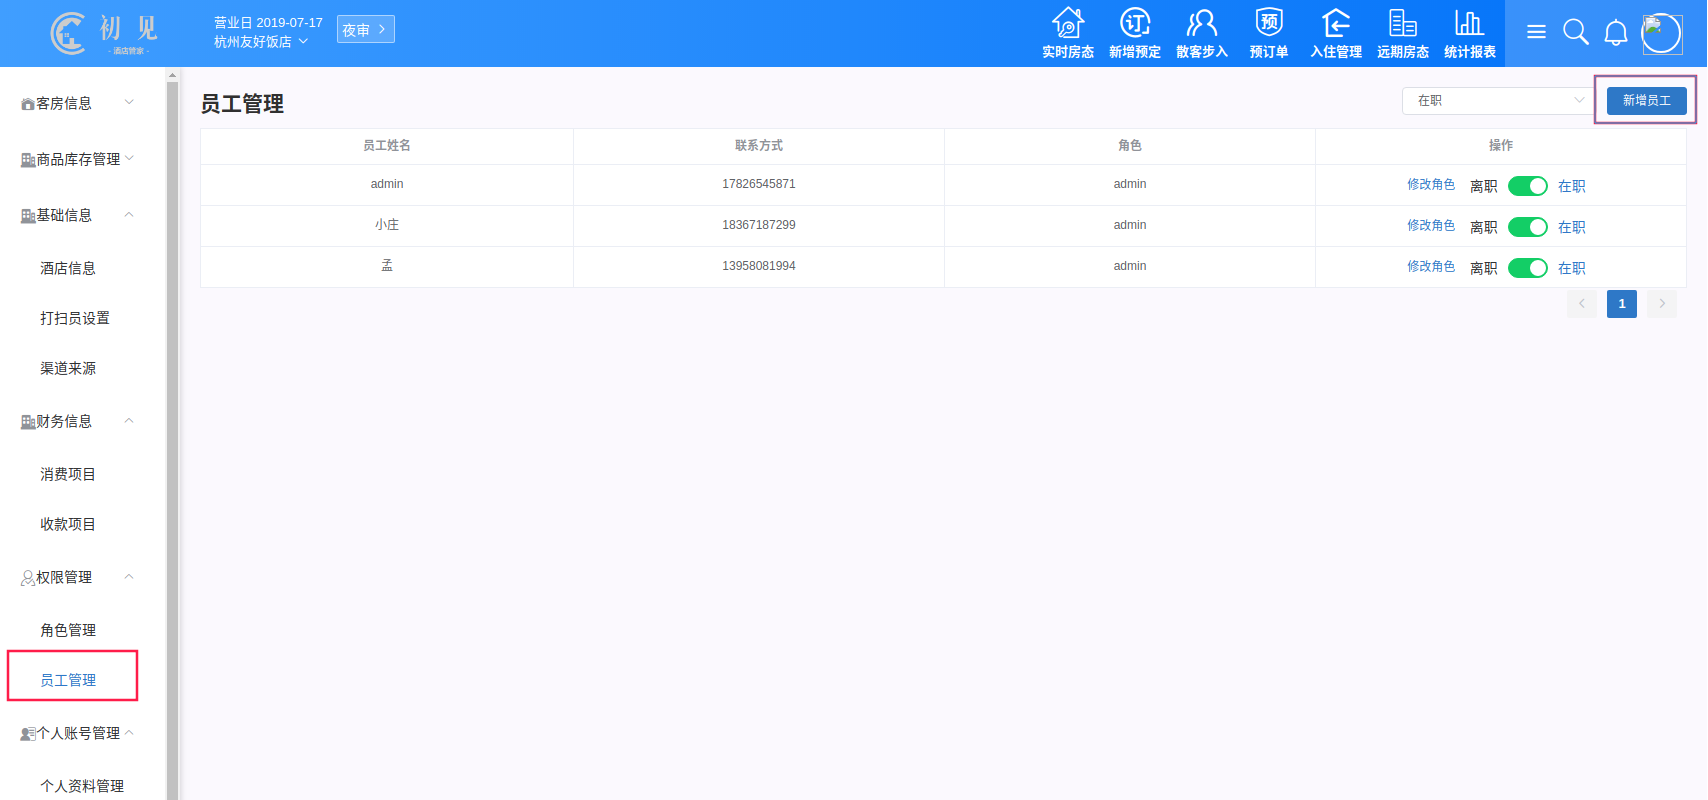 初 见
- 酒店管家 -
营业日 2019-07-17
杭州友好饭店
夜审
实时房态
新增预定
散客步入
预订单
入住管理
远期房态
统计报表
订
预
客房信息
商品库存管理
基础信息
酒店信息
打扫员设置
渠道来源
财务信息
消费项目
收款项目
权限管理
角色管理
员工管理
个人账号管理
个人资料管理
员工管理
在职
新增员工
员工姓名 联系方式 角色 操作
admin 17826545871 admin 修改角色 离职 在职
小庄 18367187299 admin 修改角色 离职 在职
孟 13958081994 admin 修改角色 离职 在职
1